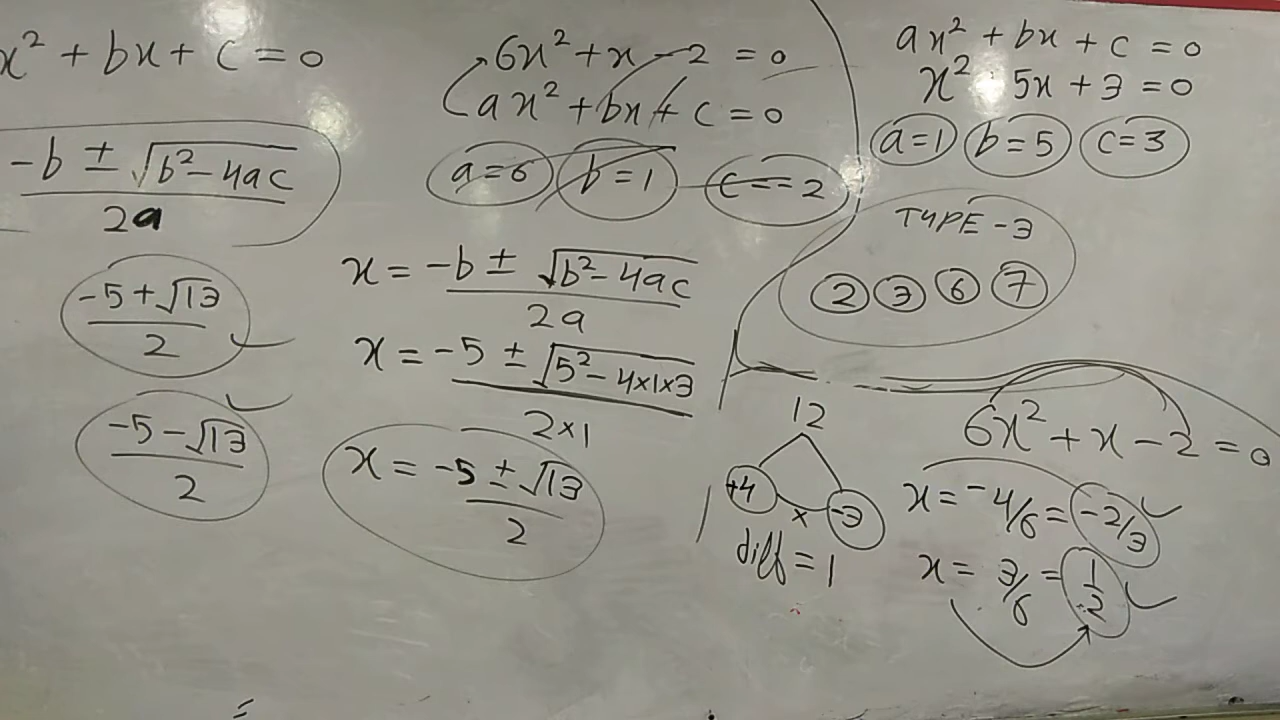 x² + bx + c = 0
-b ± √b² - 4ac
2a
-5 + √13
2
-5 - √13
2
6x² + x - 2 = 0
ax² + bx + c = 0
a = 6 b = 1 c = -2
x = -b ± √b² - 4ac
2a
x = -5 ± √5² - 4×1×3
2×1
x = -5 ± √13
2
ax² + bx + c = 0
x² 5x + 3 = 0
a=1 b=5 c=3
TYPE -3
2 3 6 7
12
+4 × -3
diff = 1
6x² + x - 2 = 0
x = -4/6 = -2/3
x = 3/6 = 1/2
=